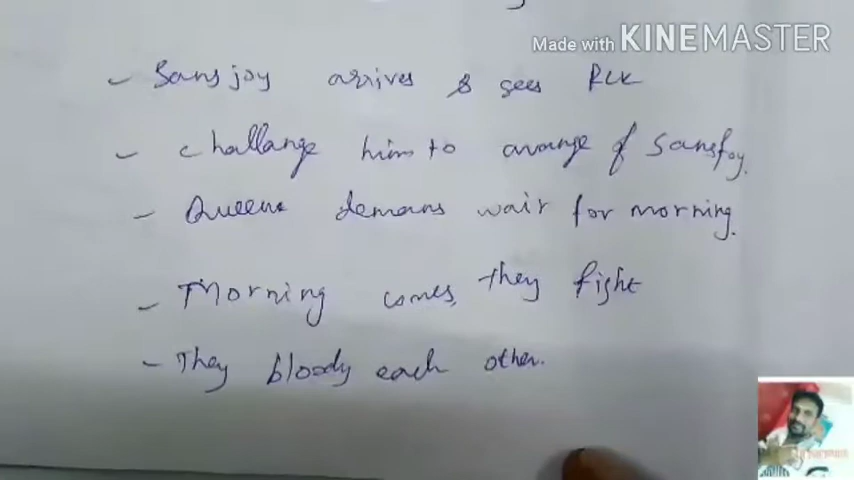 Made with KINEMASTER
- Sansjoy arrives & sees RCK
- challange him to avange of Sansfoy.
- Queen demans wair for morning.
- Morning comes, they fight
- They bloody each other.